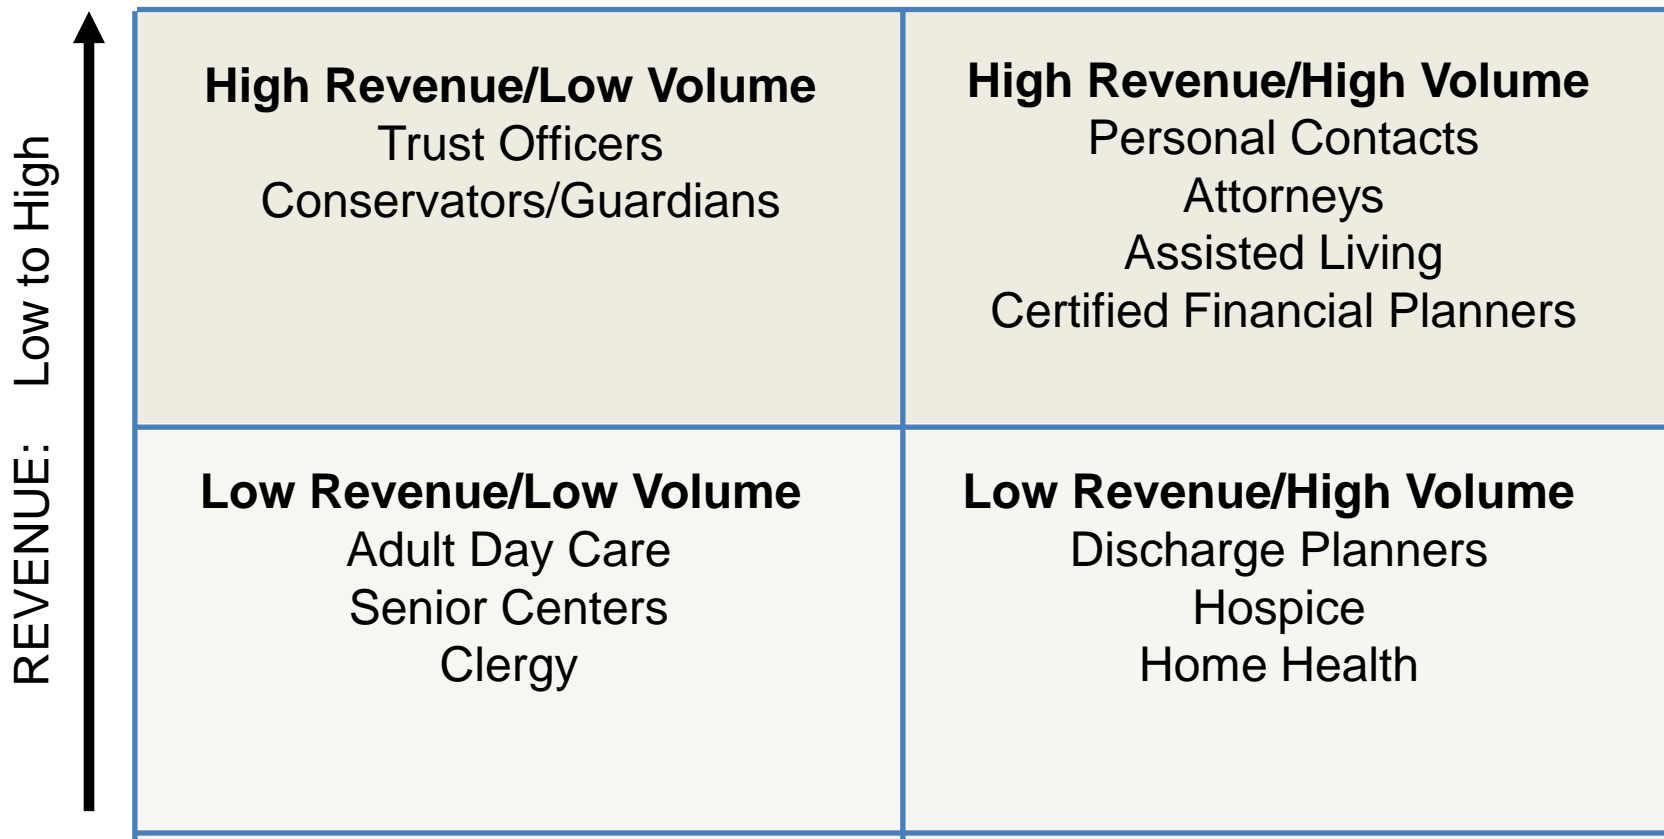 REVENUE: Low to High
High Revenue/Low Volume
Trust Officers
Conservators/Guardians
High Revenue/High Volume
Personal Contacts
Attorneys
Assisted Living
Certified Financial Planners
Low Revenue/Low Volume
Adult Day Care
Senior Centers
Clergy
Low Revenue/High Volume
Discharge Planners
Hospice
Home Health